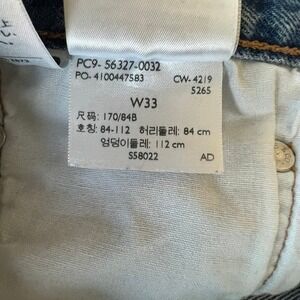 PC9- 56327-0032
PO- 4100447583 CW- 4219
5265
W33
尺码: 170/84B
호칭: 84-112 허리둘레: 84 cm
엉덩이둘레: 112 cm
S58022 AD